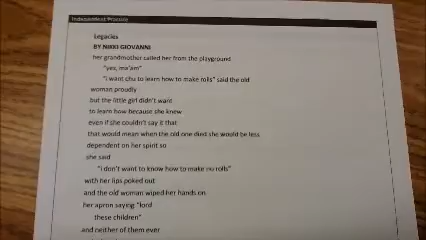 Independent Practice
Legacies
BY NIKKI GIOVANNI
her grandmother called her from the playground
"yes, ma'am"
"i want chu to learn how to make rolls" said the old
woman proudly
but the little girl didn't want
to learn how because she knew
even if she couldn't say it that
that would mean when the old one died she would be less
dependent on her spirit so
she said
"i don't want to know how to make no rolls"
with her lips poked out
and the old woman wiped her hands on
her apron saying "lord
these children"
and neither of them ever